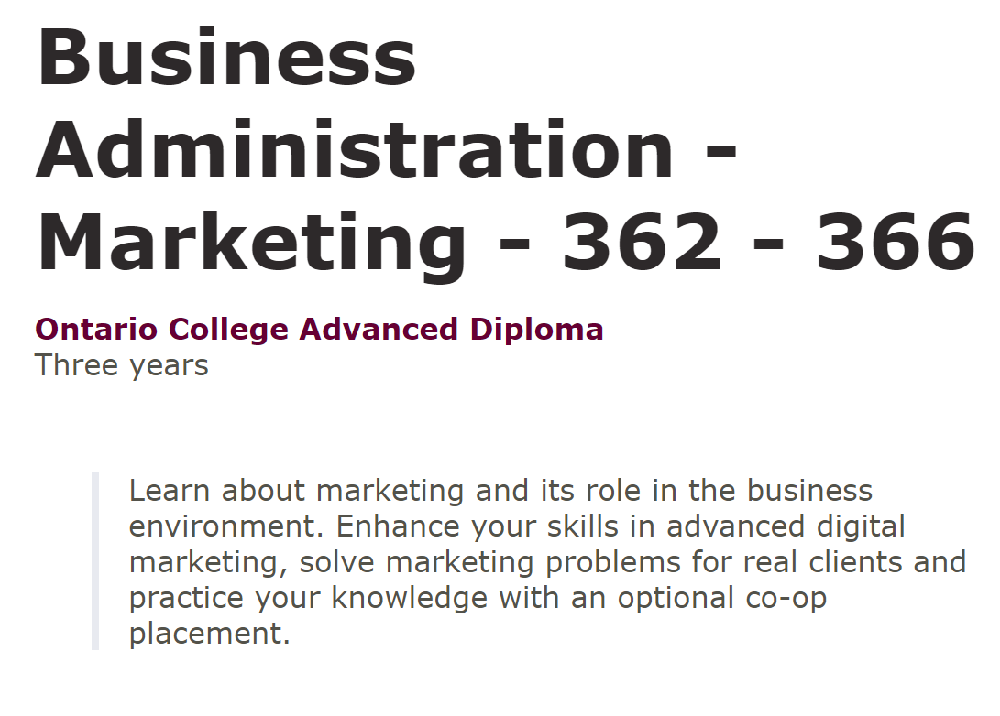 Business
Administration -
Marketing - 362 - 366
Ontario College Advanced Diploma
Three years
Learn about marketing and its role in the business
environment. Enhance your skills in advanced digital
marketing, solve marketing problems for real clients and
practice your knowledge with an optional co-op
placement.